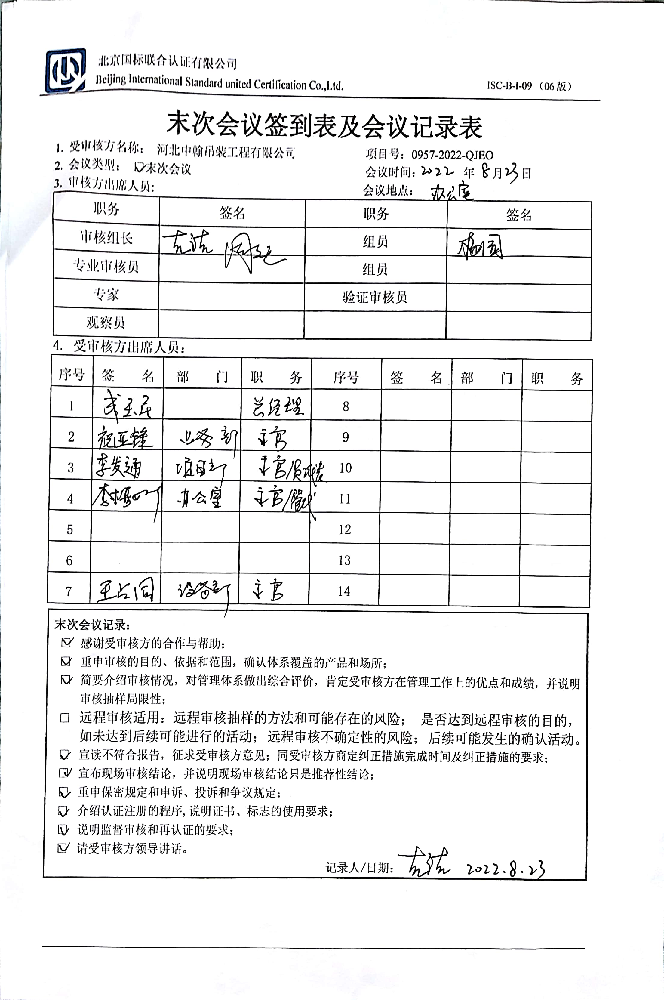 北京国标联合认证有限公司
Beijing International Standard united Certification Co.,Ltd.
ISC-B-I-09（06版）
末次会议签到表及会议记录表
1. 受审核方名称： 河北中翰吊装工程有限公司 项目号：0957-2022-QJEO
2. 会议类型： ☑末次会议 会议时间：2022 年 8 月 23 日
3. 审核方出席人员： 会议地点： 办公室
职务 签名 职务 签名
审核组长 组员
专业审核员 组员
专家 验证审核员
观察员
4. 受审核方出席人员：
序号 签 名 部 门 职 务 序号 签 名 部 门 职 务
1 总经理 8
2 祝亚锋 业务部 主管 9
3 李发通 项目部 主管/ 10
4 办公室 主管/ 11
5 12
6 13
7 王占同 设备部 主管 14
末次会议记录：
☑ 感谢受审核方的合作与帮助；
☑ 重申审核的目的、依据和范围，确认体系覆盖的产品和场所；
☑ 简要介绍审核情况，对管理体系做出综合评价，肯定受审核方在管理工作上的优点和成绩，并说明
审核抽样局限性；
□ 远程审核适用：远程审核抽样的方法和可能存在的风险； 是否达到远程审核的目的，
如未达到后续可能进行的活动；远程审核不确定性的风险；后续可能发生的确认活动。
☑ 宣读不符合报告，征求受审核方意见；同受审核方商定纠正措施完成时间及纠正措施的要求；
☑ 宣布现场审核结论，并说明现场审核结论只是推荐性结论；
☑ 重申保密规定和申诉、投诉和争议规定；
☑ 介绍认证注册的程序,说明证书、标志的使用要求；
☑ 说明监督审核和再认证的要求；
☑ 请受审核方领导讲话。
记录人/日期： 2022.8.23